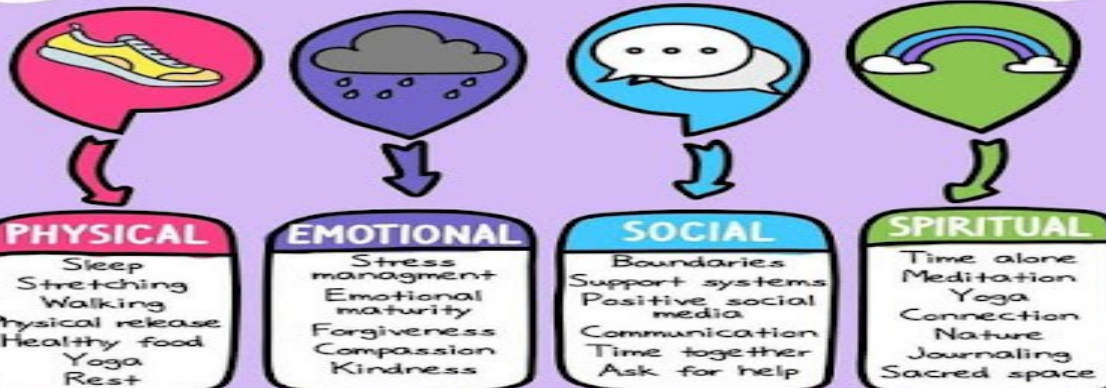 PHYSICAL
Sleep
Stretching
Walking
Physical release
Healthy food
Yoga
Rest
EMOTIONAL
Stress
managment
Emotional
maturity
Forgiveness
Compassion
Kindness
SOCIAL
Boundaries
Support systems
Positive social
media
Communication
Time together
Ask for help
SPIRITUAL
Time alone
Meditation
Yoga
Connection
Nature
Journaling
Sacred space